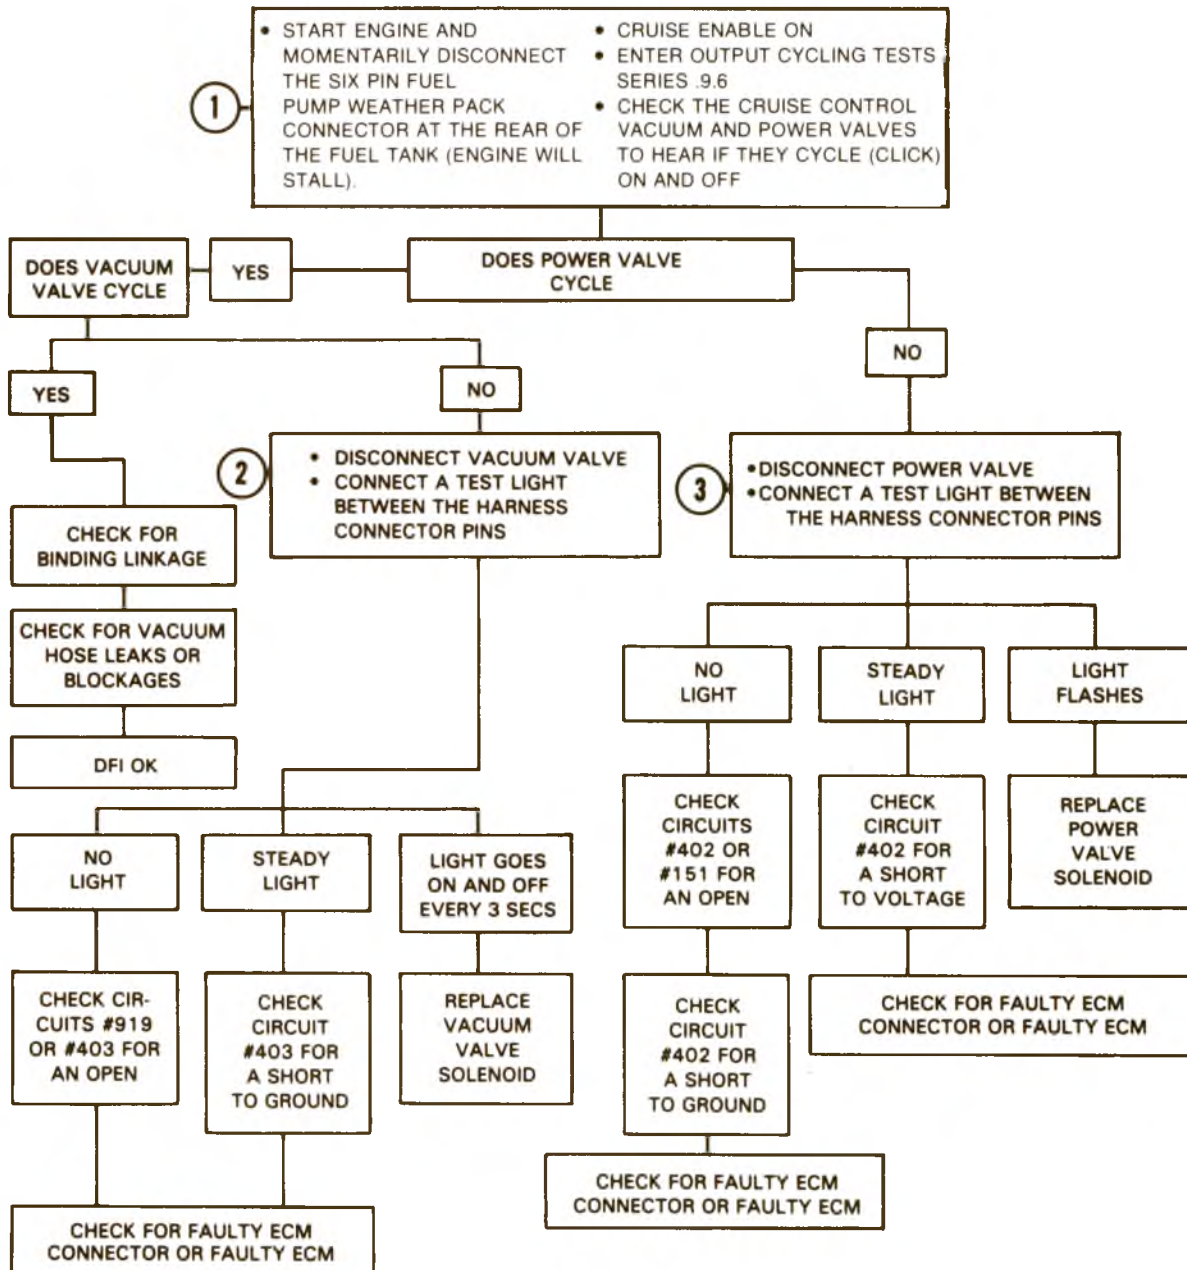 1
• START ENGINE AND
MOMENTARILY DISCONNECT
THE SIX PIN FUEL
PUMP WEATHER PACK
CONNECTOR AT THE REAR OF
THE FUEL TANK (ENGINE WILL
STALL).
• CRUISE ENABLE ON
• ENTER OUTPUT CYCLING TESTS
SERIES .9.6
• CHECK THE CRUISE CONTROL
VACUUM AND POWER VALVES
TO HEAR IF THEY CYCLE (CLICK)
ON AND OFF
DOES VACUUM
VALVE CYCLE
YES
DOES POWER VALVE
CYCLE
NO
YES
NO
CHECK FOR
BINDING LINKAGE
CHECK FOR VACUUM
HOSE LEAKS OR
BLOCKAGES
DFI OK
2
• DISCONNECT VACUUM VALVE
• CONNECT A TEST LIGHT
BETWEEN THE HARNESS
CONNECTOR PINS
3
• DISCONNECT POWER VALVE
• CONNECT A TEST LIGHT BETWEEN
THE HARNESS CONNECTOR PINS
NO
LIGHT
STEADY
LIGHT
LIGHT GOES
ON AND OFF
EVERY 3 SECS
CHECK CIR-
CUITS #919
OR #403 FOR
AN OPEN
CHECK
CIRCUIT
#403 FOR
A SHORT
TO GROUND
REPLACE
VACUUM
VALVE
SOLENOID
CHECK FOR FAULTY ECM
CONNECTOR OR FAULTY ECM
NO
LIGHT
STEADY
LIGHT
LIGHT
FLASHES
CHECK
CIRCUITS
#402 OR
#151 FOR
AN OPEN
CHECK
CIRCUIT
#402 FOR
A SHORT
TO VOLTAGE
REPLACE
POWER
VALVE
SOLENOID
CHECK
CIRCUIT
#402 FOR
A SHORT
TO GROUND
CHECK FOR FAULTY ECM
CONNECTOR OR FAULTY ECM
CHECK FOR FAULTY ECM
CONNECTOR OR FAULTY ECM